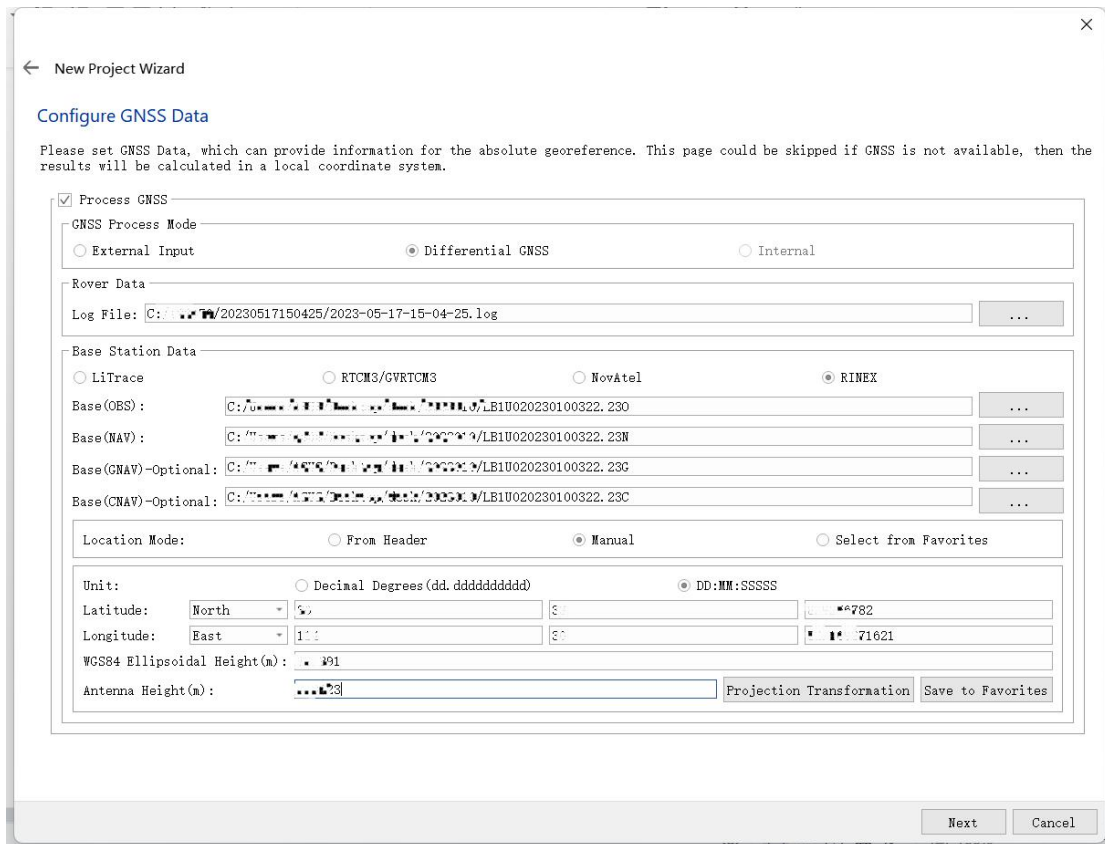 New Project Wizard
Configure GNSS Data
Please set GNSS Data, which can provide information for the absolute georeference. This page could be skipped if GNSS is not available, then the
results will be calculated in a local coordinate system.
Process GNSS
GNSS Process Mode
External Input Differential GNSS Internal
Rover Data
Log File: C:/ /20230517150425/2023-05-17-15-04-25.log ...
Base Station Data
LiTrace RTCM3/GVRTCM3 NovAtel RINEX
Base(OBS): C:/ /LB1U020230100322.23O ...
Base(NAV): C:/ /LB1U020230100322.23N ...
Base(GNAV)-Optional: C:/ /LB1U020230100322.23G ...
Base(CNAV)-Optional: C:/ /LB1U020230100322.23C ...
Location Mode: From Header Manual Select from Favorites
Unit: Decimal Degrees(dd.dddddddddd) DD:MM:SSSSS
Latitude: North 6782
Longitude: East 71621
WGS84 Ellipsoidal Height(m): 391
Antenna Height(m): 23 Projection Transformation Save to Favorites
Next Cancel